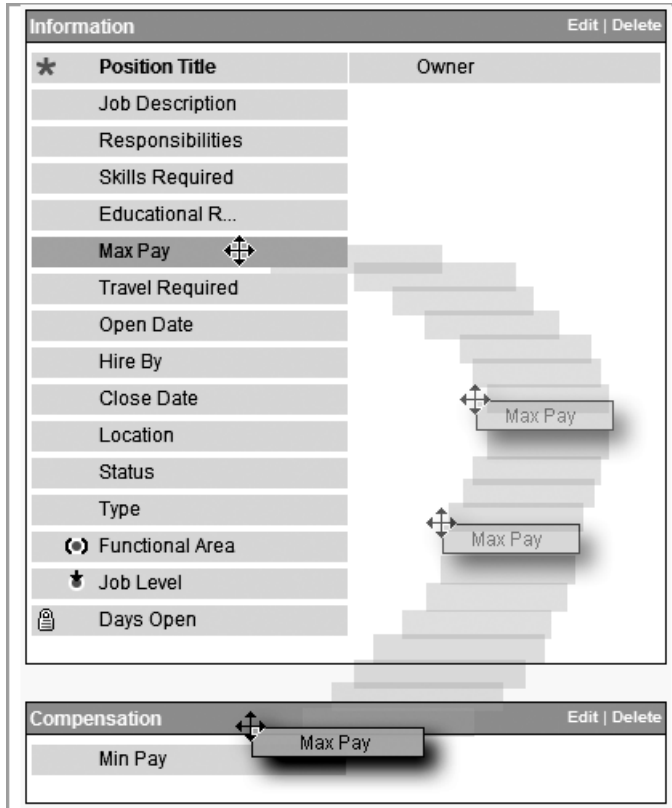 Information Edit | Delete
Position Title Owner
Job Description
Responsibilities
Skills Required
Educational R...
Max Pay
Travel Required
Open Date
Hire By
Close Date
Max Pay
Location
Status
Type
Max Pay
Functional Area
Job Level
Days Open
Compensation Edit | Delete
Max Pay
Min Pay